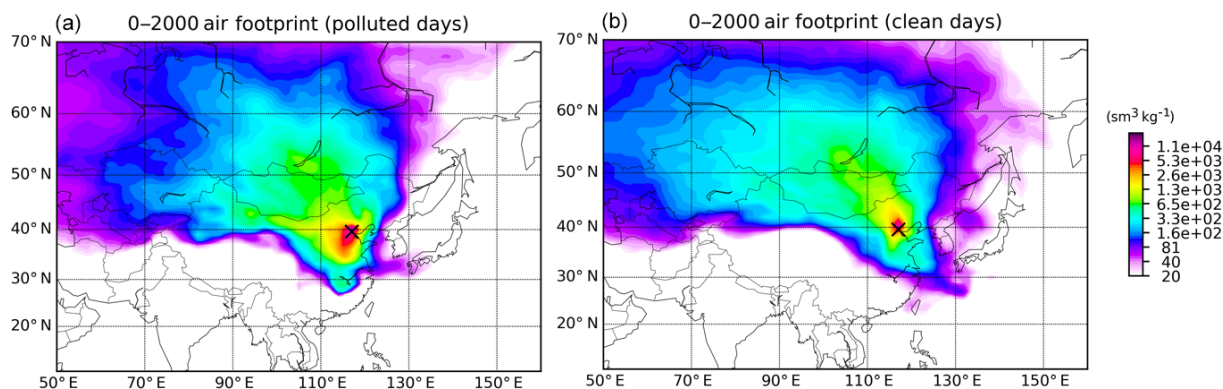 (a) 0–2000 air footprint (polluted days)
(b) 0–2000 air footprint (clean days)
70° N
60° N
50° N
40° N
30° N
20° N
50° E 70° E 90° E 110° E 130° E 150° E
70° N
60° N
50° N
40° N
30° N
20° N
50° E 70° E 90° E 110° E 130° E 150° E
(sm³ kg⁻¹)
1.1e+04
5.3e+03
2.6e+03
1.3e+03
6.5e+02
3.3e+02
1.6e+02
81
40
20